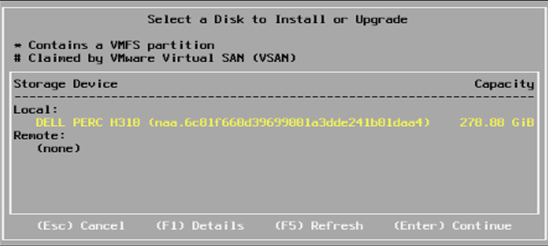 Select a Disk to Install or Upgrade
* Contains a VMFS partition
# Claimed by VMware Virtual SAN (VSAN)
Storage Device Capacity
Local:
DELL PERC H310 (naa.6c81f660d39699001a3dde241b01daa4) 278.88 GiB
Remote:
(none)
(Esc) Cancel (F1) Details (F5) Refresh (Enter) Continue